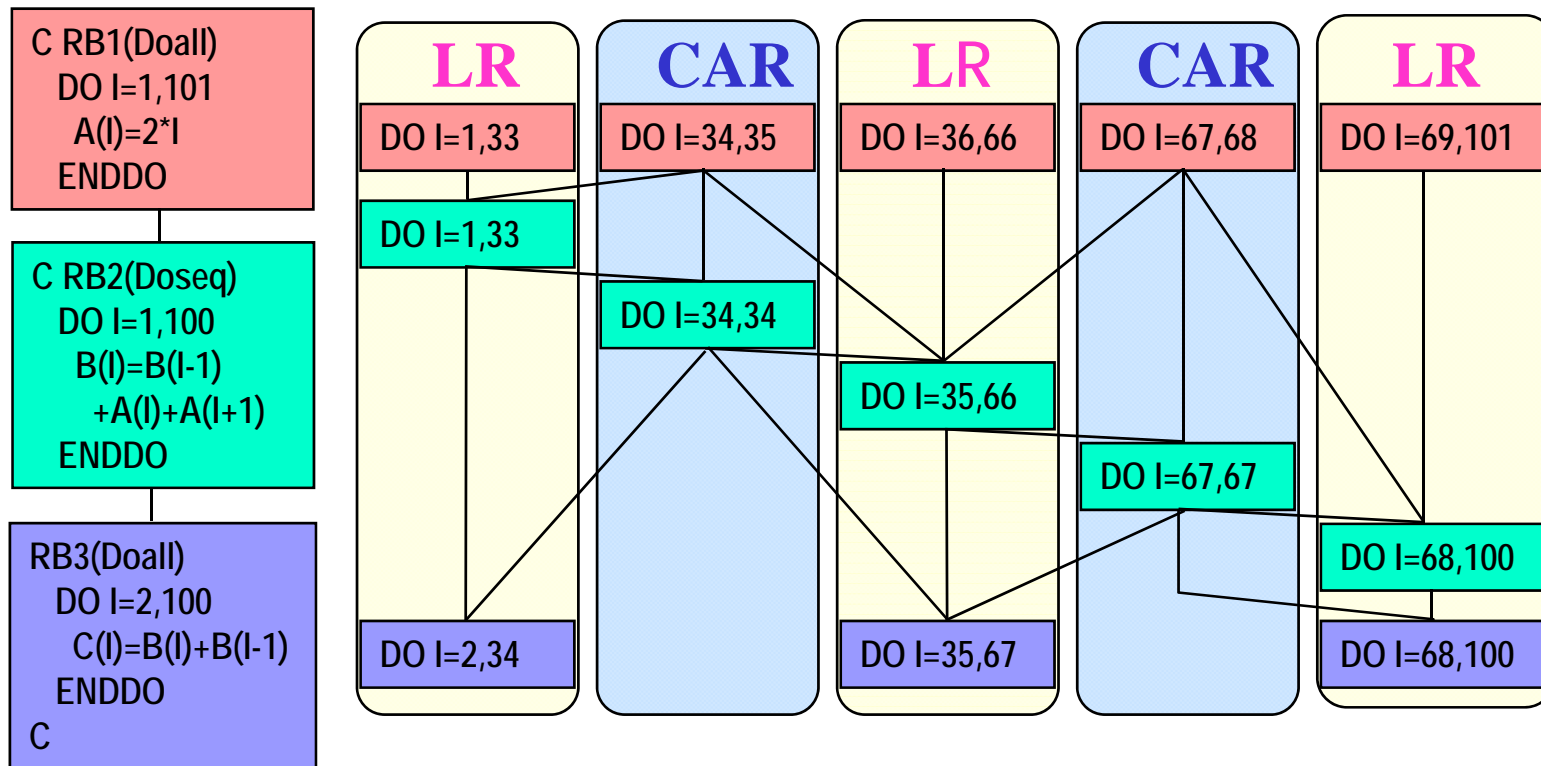 C RB1(Doall)
DO I=1,101
A(I)=2*I
ENDDO
C RB2(Doseq)
DO I=1,100
B(I)=B(I-1)
+A(I)+A(I+1)
ENDDO
RB3(Doall)
DO I=2,100
C(I)=B(I)+B(I-1)
ENDDO
C
LR CAR LR CAR LR
DO I=1,33 DO I=34,35 DO I=36,66 DO I=67,68 DO I=69,101
DO I=1,33
DO I=34,34
DO I=35,66
DO I=67,67
DO I=68,100
DO I=2,34 DO I=35,67 DO I=68,100